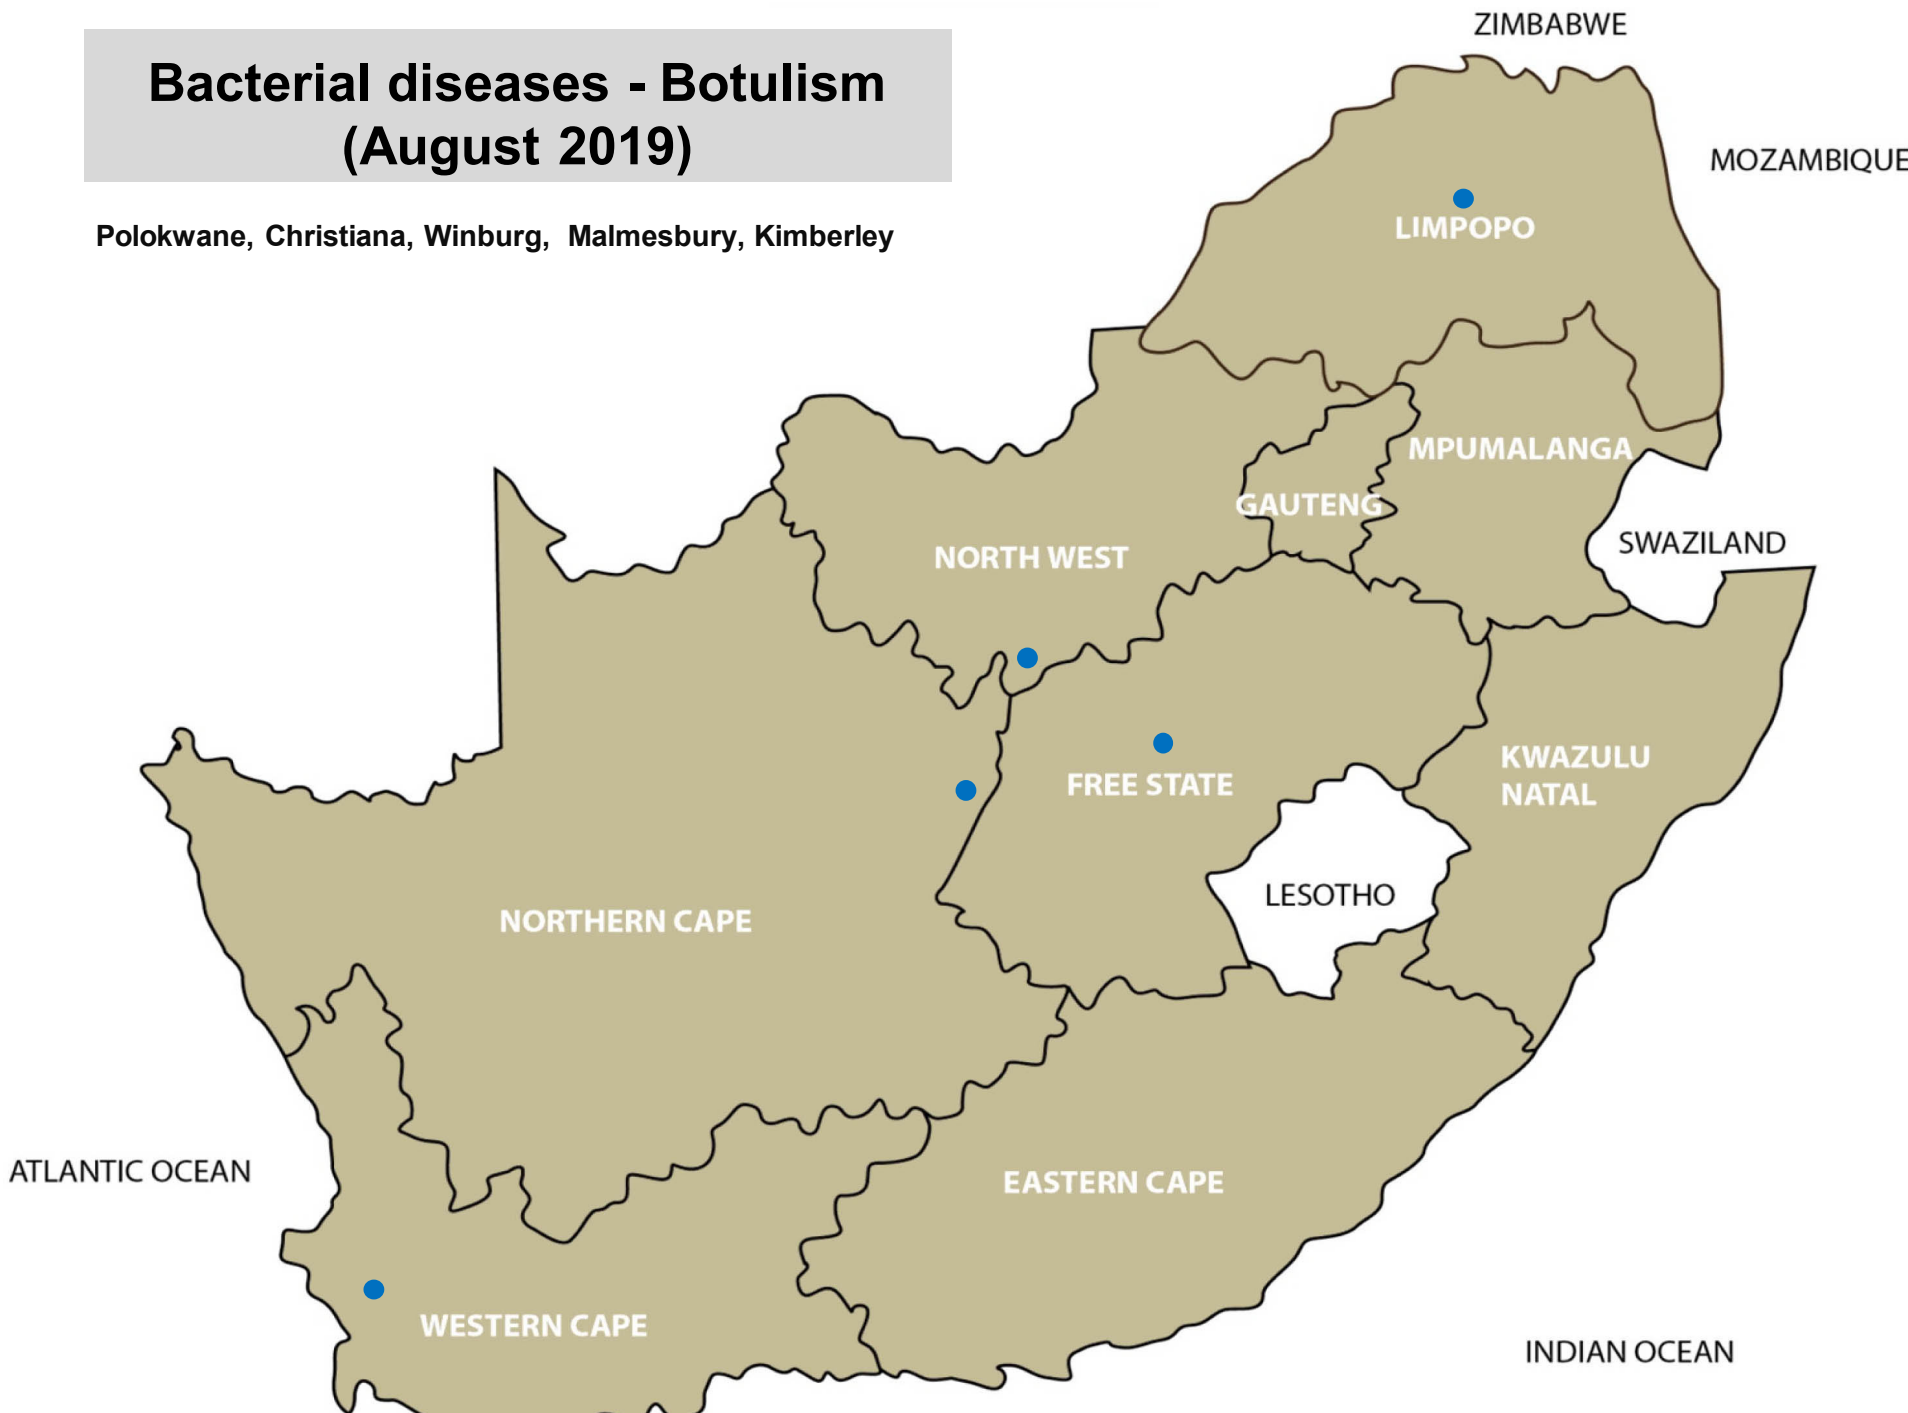 Bacterial diseases - Botulism
(August 2019)
Polokwane, Christiana, Winburg, Malmesbury, Kimberley
ZIMBABWE
MOZAMBIQUE
LIMPOPO
MPUMALANGA
GAUTENG
SWAZILAND
NORTH WEST
KWAZULU
NATAL
FREE STATE
LESOTHO
NORTHERN CAPE
ATLANTIC OCEAN
EASTERN CAPE
WESTERN CAPE
INDIAN OCEAN